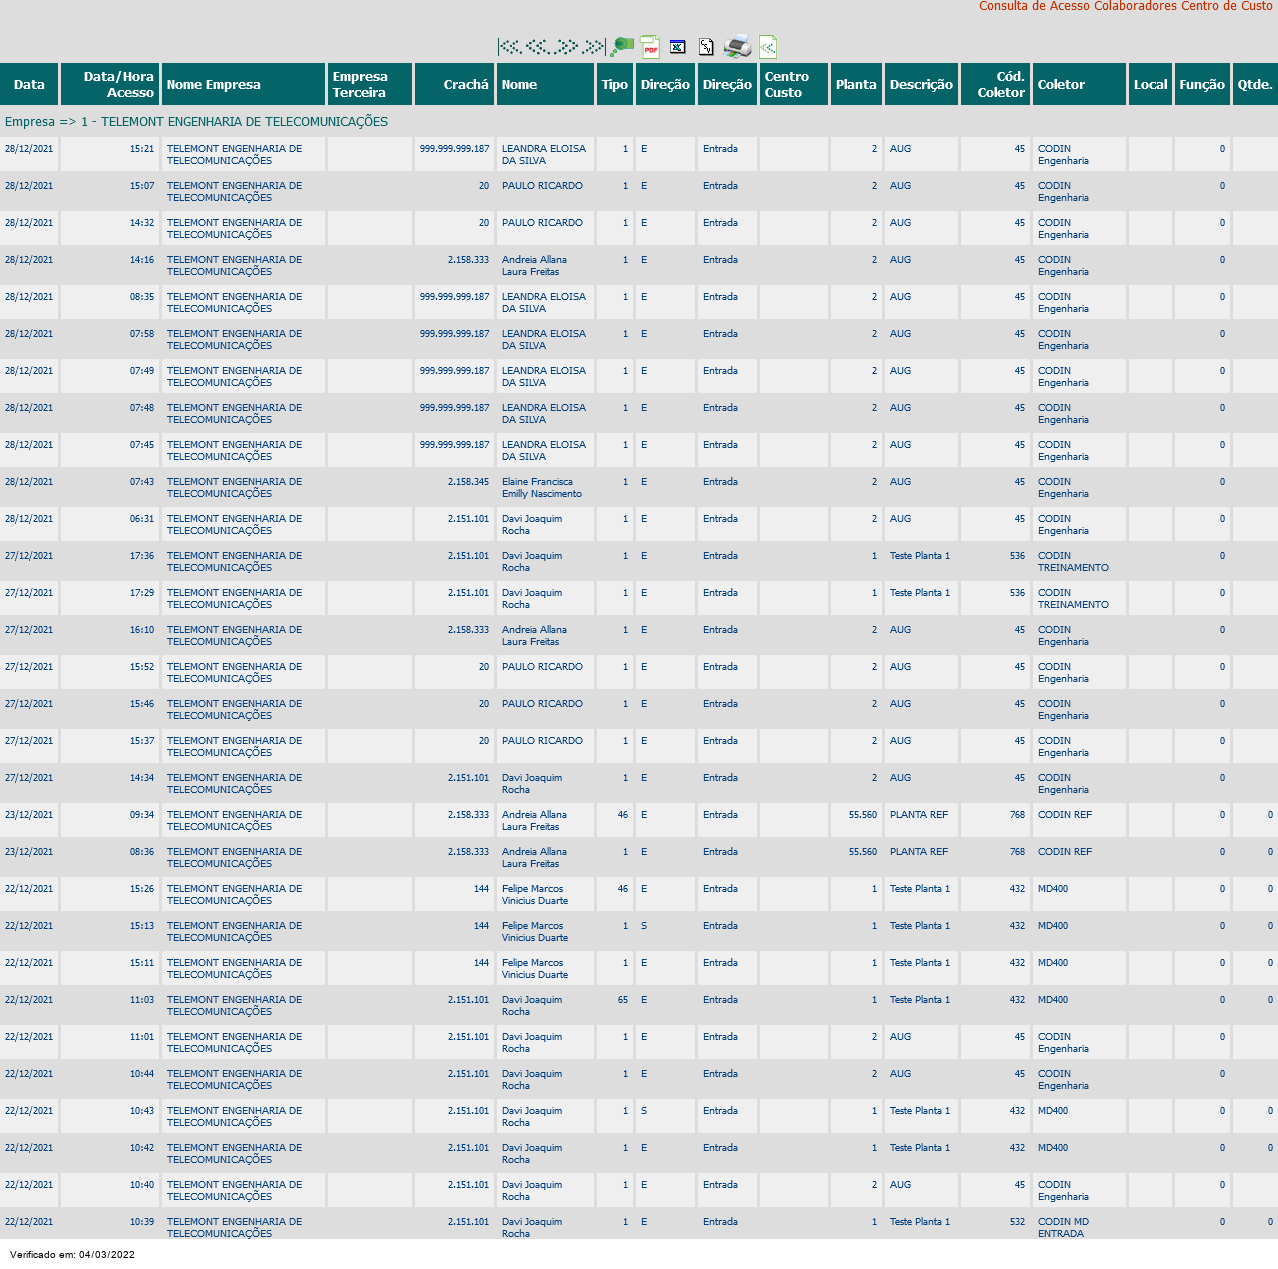 Consulta de Acesso Colaboradores Centro de Custo
PDF
Data Data/Hora Acesso Nome Empresa Empresa Terceira Crachá Nome Tipo Direção Direção Centro Custo Planta Descrição Cód. Coletor Coletor Local Função Qtde.
Empresa => 1 - TELEMONT ENGENHARIA DE TELECOMUNICAÇÕES
28/12/2021 15:21 TELEMONT ENGENHARIA DE TELECOMUNICAÇÕES 999.999.999.187 LEANDRA ELOISA DA SILVA 1 E Entrada 2 AUG 45 CODIN Engenharia 0
28/12/2021 15:07 TELEMONT ENGENHARIA DE TELECOMUNICAÇÕES 20 PAULO RICARDO 1 E Entrada 2 AUG 45 CODIN Engenharia 0
28/12/2021 14:32 TELEMONT ENGENHARIA DE TELECOMUNICAÇÕES 20 PAULO RICARDO 1 E Entrada 2 AUG 45 CODIN Engenharia 0
28/12/2021 14:16 TELEMONT ENGENHARIA DE TELECOMUNICAÇÕES 2.158.333 Andreia Allana Laura Freitas 1 E Entrada 2 AUG 45 CODIN Engenharia 0
28/12/2021 08:35 TELEMONT ENGENHARIA DE TELECOMUNICAÇÕES 999.999.999.187 LEANDRA ELOISA DA SILVA 1 E Entrada 2 AUG 45 CODIN Engenharia 0
28/12/2021 07:58 TELEMONT ENGENHARIA DE TELECOMUNICAÇÕES 999.999.999.187 LEANDRA ELOISA DA SILVA 1 E Entrada 2 AUG 45 CODIN Engenharia 0
28/12/2021 07:49 TELEMONT ENGENHARIA DE TELECOMUNICAÇÕES 999.999.999.187 LEANDRA ELOISA DA SILVA 1 E Entrada 2 AUG 45 CODIN Engenharia 0
28/12/2021 07:48 TELEMONT ENGENHARIA DE TELECOMUNICAÇÕES 999.999.999.187 LEANDRA ELOISA DA SILVA 1 E Entrada 2 AUG 45 CODIN Engenharia 0
28/12/2021 07:45 TELEMONT ENGENHARIA DE TELECOMUNICAÇÕES 999.999.999.187 LEANDRA ELOISA DA SILVA 1 E Entrada 2 AUG 45 CODIN Engenharia 0
28/12/2021 07:43 TELEMONT ENGENHARIA DE TELECOMUNICAÇÕES 2.158.345 Elaine Francisca Emilly Nascimento 1 E Entrada 2 AUG 45 CODIN Engenharia 0
28/12/2021 06:31 TELEMONT ENGENHARIA DE TELECOMUNICAÇÕES 2.151.101 Davi Joaquim Rocha 1 E Entrada 2 AUG 45 CODIN Engenharia 0
27/12/2021 17:36 TELEMONT ENGENHARIA DE TELECOMUNICAÇÕES 2.151.101 Davi Joaquim Rocha 1 E Entrada 1 Teste Planta 1 536 CODIN TREINAMENTO 0
27/12/2021 17:29 TELEMONT ENGENHARIA DE TELECOMUNICAÇÕES 2.151.101 Davi Joaquim Rocha 1 E Entrada 1 Teste Planta 1 536 CODIN TREINAMENTO 0
27/12/2021 16:10 TELEMONT ENGENHARIA DE TELECOMUNICAÇÕES 2.158.333 Andreia Allana Laura Freitas 1 E Entrada 2 AUG 45 CODIN Engenharia 0
27/12/2021 15:52 TELEMONT ENGENHARIA DE TELECOMUNICAÇÕES 20 PAULO RICARDO 1 E Entrada 2 AUG 45 CODIN Engenharia 0
27/12/2021 15:46 TELEMONT ENGENHARIA DE TELECOMUNICAÇÕES 20 PAULO RICARDO 1 E Entrada 2 AUG 45 CODIN Engenharia 0
27/12/2021 15:37 TELEMONT ENGENHARIA DE TELECOMUNICAÇÕES 20 PAULO RICARDO 1 E Entrada 2 AUG 45 CODIN Engenharia 0
27/12/2021 14:34 TELEMONT ENGENHARIA DE TELECOMUNICAÇÕES 2.151.101 Davi Joaquim Rocha 1 E Entrada 2 AUG 45 CODIN Engenharia 0
23/12/2021 09:34 TELEMONT ENGENHARIA DE TELECOMUNICAÇÕES 2.158.333 Andreia Allana Laura Freitas 46 E Entrada 55.560 PLANTA REF 768 CODIN REF 0 0
23/12/2021 08:36 TELEMONT ENGENHARIA DE TELECOMUNICAÇÕES 2.158.333 Andreia Allana Laura Freitas 1 E Entrada 55.560 PLANTA REF 768 CODIN REF 0 0
22/12/2021 15:26 TELEMONT ENGENHARIA DE TELECOMUNICAÇÕES 144 Felipe Marcos Vinicius Duarte 46 E Entrada 1 Teste Planta 1 432 MD400 0 0
22/12/2021 15:13 TELEMONT ENGENHARIA DE TELECOMUNICAÇÕES 144 Felipe Marcos Vinicius Duarte 1 S Entrada 1 Teste Planta 1 432 MD400 0 0
22/12/2021 15:11 TELEMONT ENGENHARIA DE TELECOMUNICAÇÕES 144 Felipe Marcos Vinicius Duarte 1 E Entrada 1 Teste Planta 1 432 MD400 0 0
22/12/2021 11:03 TELEMONT ENGENHARIA DE TELECOMUNICAÇÕES 2.151.101 Davi Joaquim Rocha 65 E Entrada 1 Teste Planta 1 432 MD400 0 0
22/12/2021 11:01 TELEMONT ENGENHARIA DE TELECOMUNICAÇÕES 2.151.101 Davi Joaquim Rocha 1 E Entrada 2 AUG 45 CODIN Engenharia 0
22/12/2021 10:44 TELEMONT ENGENHARIA DE TELECOMUNICAÇÕES 2.151.101 Davi Joaquim Rocha 1 E Entrada 2 AUG 45 CODIN Engenharia 0
22/12/2021 10:43 TELEMONT ENGENHARIA DE TELECOMUNICAÇÕES 2.151.101 Davi Joaquim Rocha 1 S Entrada 1 Teste Planta 1 432 MD400 0 0
22/12/2021 10:42 TELEMONT ENGENHARIA DE TELECOMUNICAÇÕES 2.151.101 Davi Joaquim Rocha 1 E Entrada 1 Teste Planta 1 432 MD400 0 0
22/12/2021 10:40 TELEMONT ENGENHARIA DE TELECOMUNICAÇÕES 2.151.101 Davi Joaquim Rocha 1 E Entrada 2 AUG 45 CODIN Engenharia 0
22/12/2021 10:39 TELEMONT ENGENHARIA DE TELECOMUNICAÇÕES 2.151.101 Davi Joaquim Rocha 1 E Entrada 1 Teste Planta 1 532 CODIN MD ENTRADA 0 0
Verificado em: 04/03/2022